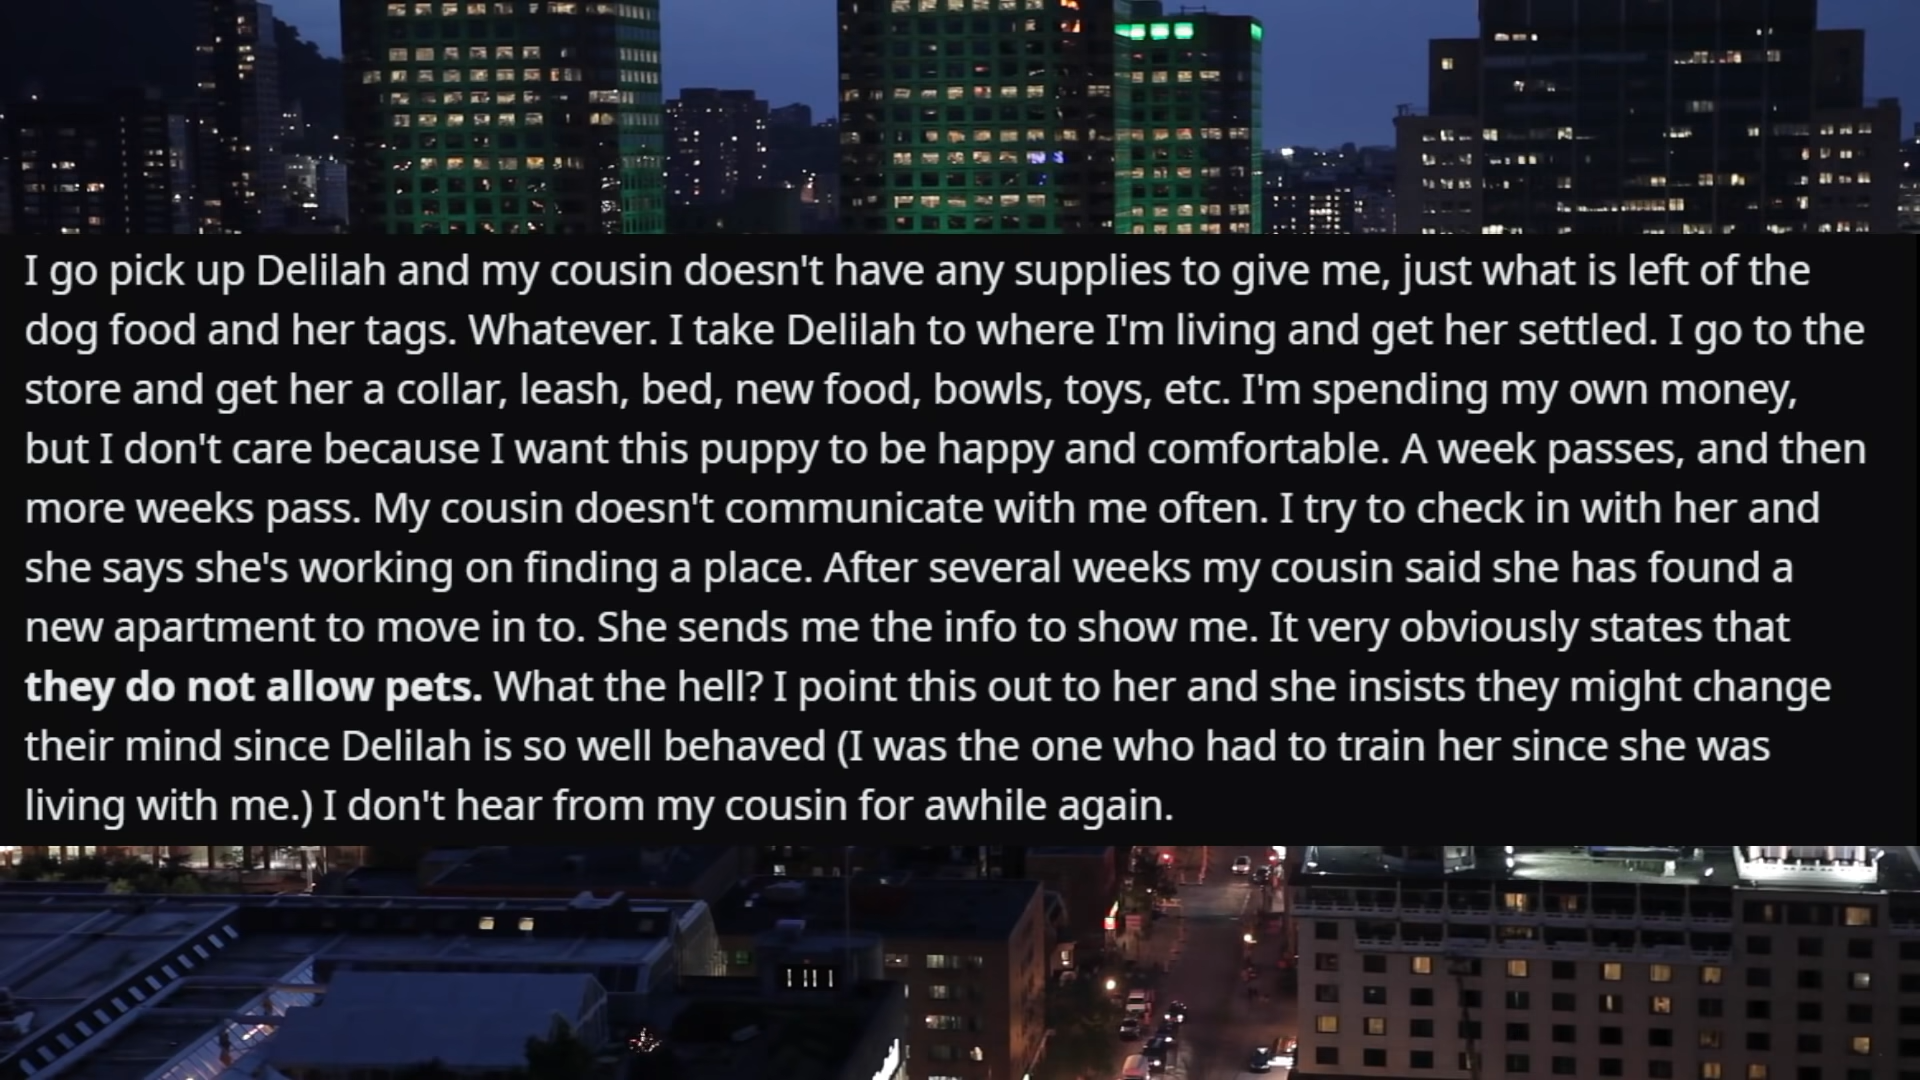 I go pick up Delilah and my cousin doesn't have any supplies to give me, just what is left of the
dog food and her tags. Whatever. I take Delilah to where I'm living and get her settled. I go to the
store and get her a collar, leash, bed, new food, bowls, toys, etc. I'm spending my own money,
but I don't care because I want this puppy to be happy and comfortable. A week passes, and then
more weeks pass. My cousin doesn't communicate with me often. I try to check in with her and
she says she's working on finding a place. After several weeks my cousin said she has found a
new apartment to move in to. She sends me the info to show me. It very obviously states that
they do not allow pets. What the hell? I point this out to her and she insists they might change
their mind since Delilah is so well behaved (I was the one who had to train her since she was
living with me.) I don't hear from my cousin for awhile again.